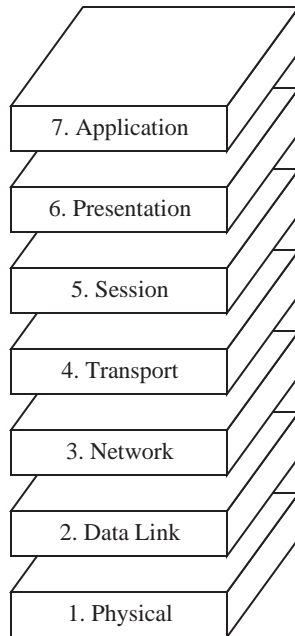 7. Application
6. Presentation
5. Session
4. Transport
3. Network
2. Data Link
1. Physical